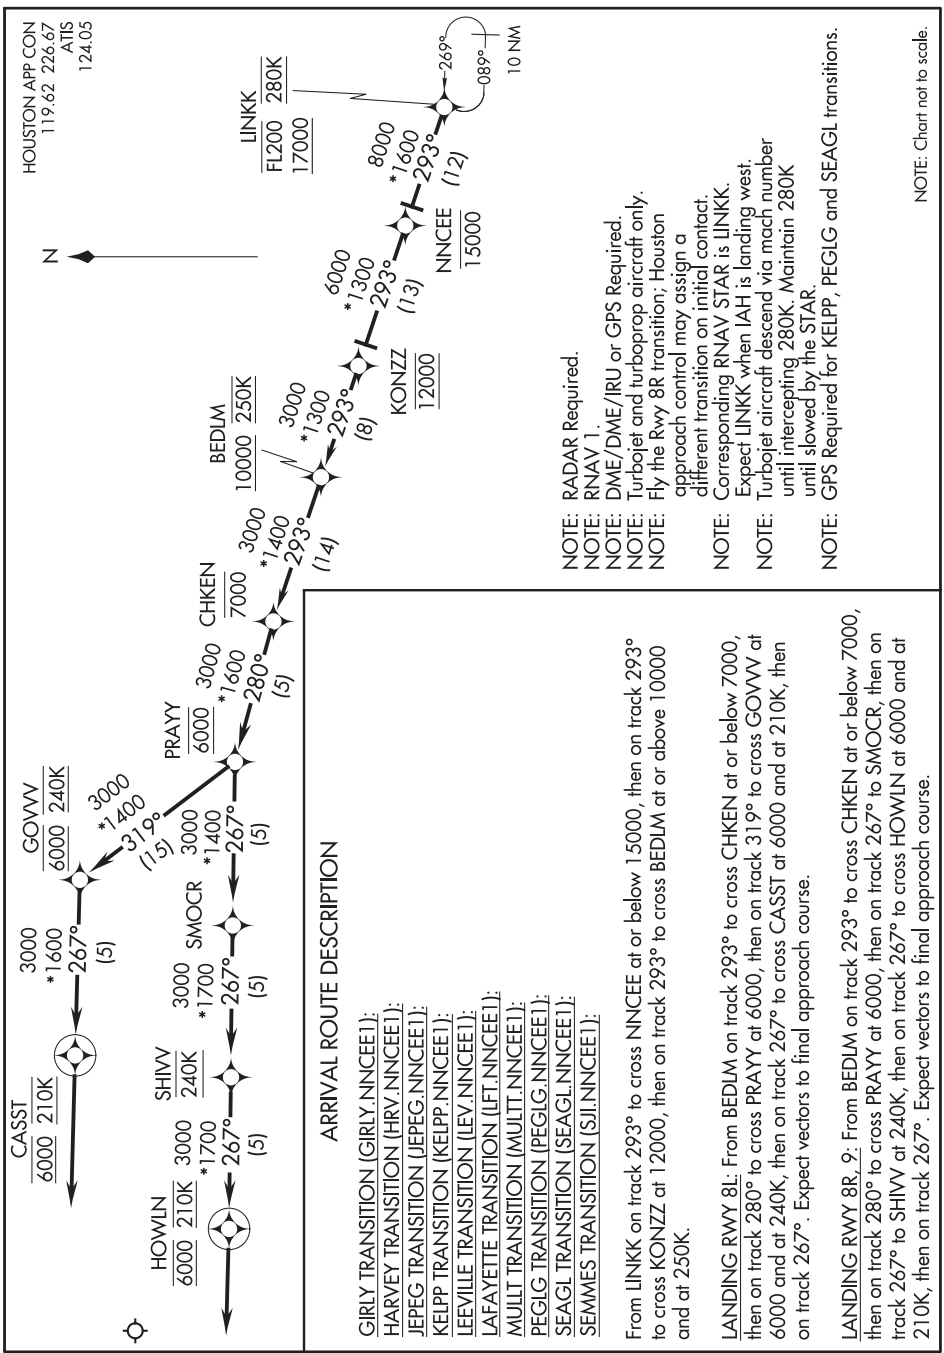 HOUSTON APP CON
119.62 226.67
ATIS
124.05
N
LINKK
FL200 280K
17000
269°
089°
10 NM
8000
*1600
293°
(12)
NNCEE
15000
6000
*1300
293°
(13)
KONZZ
12000
3000
*1300
293°
(8)
BEDLM
10000 250K
3000
*1400
293°
(14)
CHKEN
7000
3000
*1600
280°
(5)
PRAYY
6000
3000
*1400
319°
(15)
GOVVV
6000 240K
3000
*1600
267°
(5)
CASST
6000 210K
3000
*1400
267°
(5)
SMOCR
3000
*1700
267°
(5)
SHIVV
240K
3000
*1700
267°
(5)
HOWLN
6000 210K
NOTE: RADAR Required.
NOTE: RNAV 1.
NOTE: DME/DME/IRU or GPS Required.
NOTE: Turbojet and turboprop aircraft only.
NOTE: Fly the Rwy 8R transition; Houston
approach control may assign a
different transition on initial contact.
NOTE: Corresponding RNAV STAR is LINKK.
Expect LINKK when IAH is landing west.
NOTE: Turbojet aircraft descend via mach number
until intercepting 280K. Maintain 280K
until slowed by the STAR.
NOTE: GPS Required for KELPP, PEGLG and SEAGL transitions.
NOTE: Chart not to scale.
ARRIVAL ROUTE DESCRIPTION
GIRLY TRANSITION (GIRLY.NNCEE1):
HARVEY TRANSITION (HRV.NNCEE1):
JEPEG TRANSITION (JEPEG.NNCEE1):
KELPP TRANSITION (KELPP.NNCEE1):
LEEVILLE TRANSITION (LEV.NNCEE1):
LAFAYETTE TRANSITION (LFT.NNCEE1):
MULTT TRANSITION (MULTT.NNCEE1):
PEGLG TRANSITION (PEGLG.NNCEE1):
SEAGL TRANSITION (SEAGL.NNCEE1):
SEMMES TRANSITION (SJI.NNCEE1):
From LINKK on track 293° to cross NNCEE at or below 15000, then on track 293°
to cross KONZZ at 12000, then on track 293° to cross BEDLM at or above 10000
and at 250K.
LANDING RWY 8L: From BEDLM on track 293° to cross CHKEN at or below 7000,
then on track 280° to cross PRAYY at 6000, then on track 319° to cross GOVVV at
6000 and at 240K, then on track 267° to cross CASST at 6000 and at 210K, then
on track 267°. Expect vectors to final approach course.
LANDING RWY 8R, 9: From BEDLM on track 293° to cross CHKEN at or below 7000,
then on track 280° to cross PRAYY at 6000, then on track 267° to SMOCR, then on
track 267° to SHIVV at 240K, then on track 267° to cross HOWLN at 6000 and at
210K, then on track 267°. Expect vectors to final approach course.